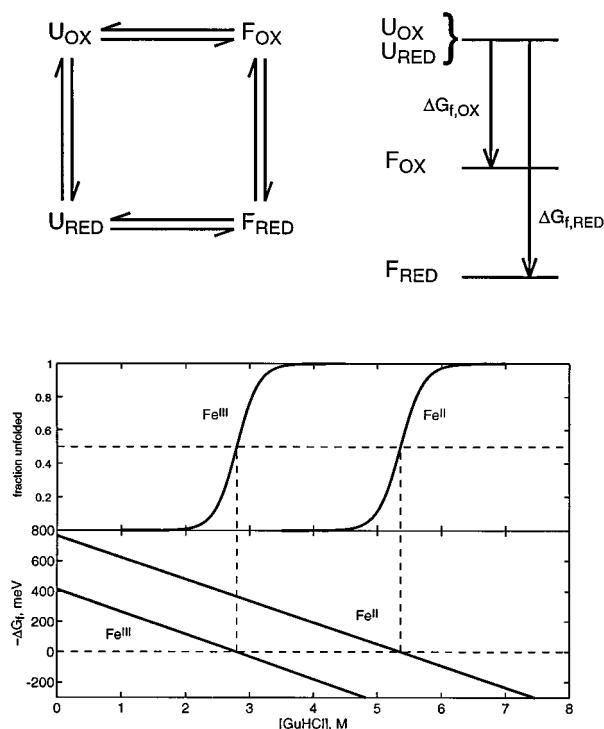 U_OX F_OX
U_RED F_RED
U_OX
U_RED }
ΔG_f,OX
F_OX
ΔG_f,RED
F_RED
fraction unfolded
1
0.8
0.6
0.4
0.2
Fe^III
Fe^II
-ΔG_f, meV
800
600
400
200
0
-200
Fe^III
Fe^II
0 1 2 3 4 5 6 7 8
[GuHCl], M